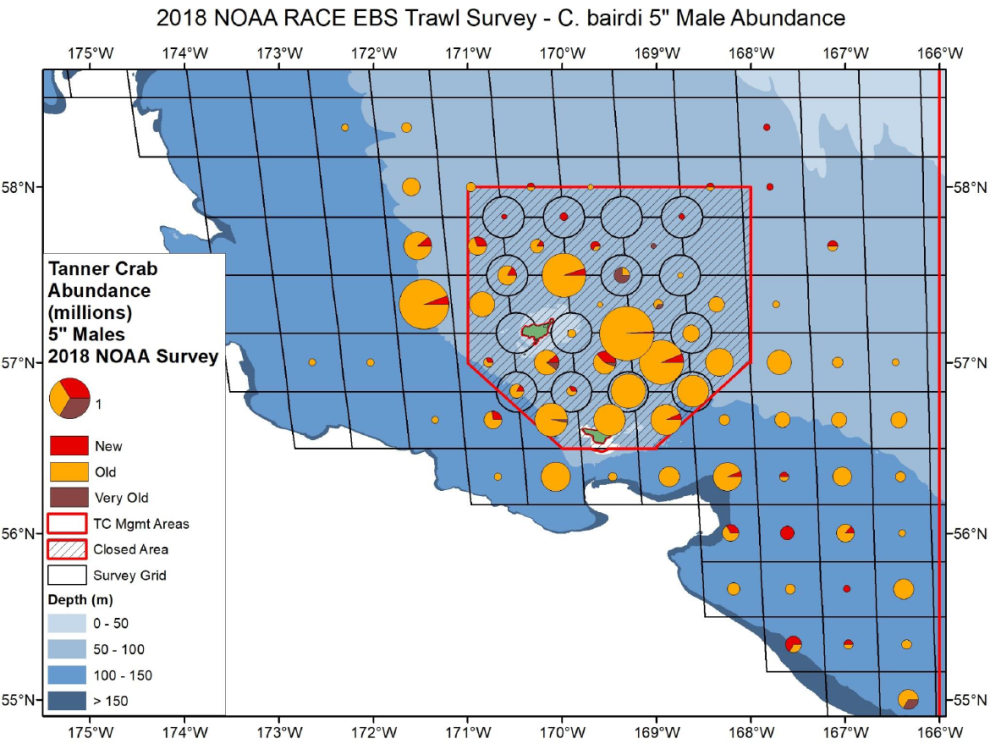 2018 NOAA RACE EBS Trawl Survey - C. bairdi 5" Male Abundance
175°W 174°W 173°W 172°W 171°W 170°W 169°W 168°W 167°W 166°W
58°N 58°N
Tanner Crab
Abundance
(millions)
5" Males
2018 NOAA Survey
57°N
1
New
Old
Very Old
TC Mgmt Areas
56°N 56°N
Closed Area
Survey Grid
Depth (m)
0 - 50
50 - 100
100 - 150
> 150
55°N 55°N
175°W 174°W 173°W 172°W 171°W 170°W 169°W 168°W 167°W 166°W